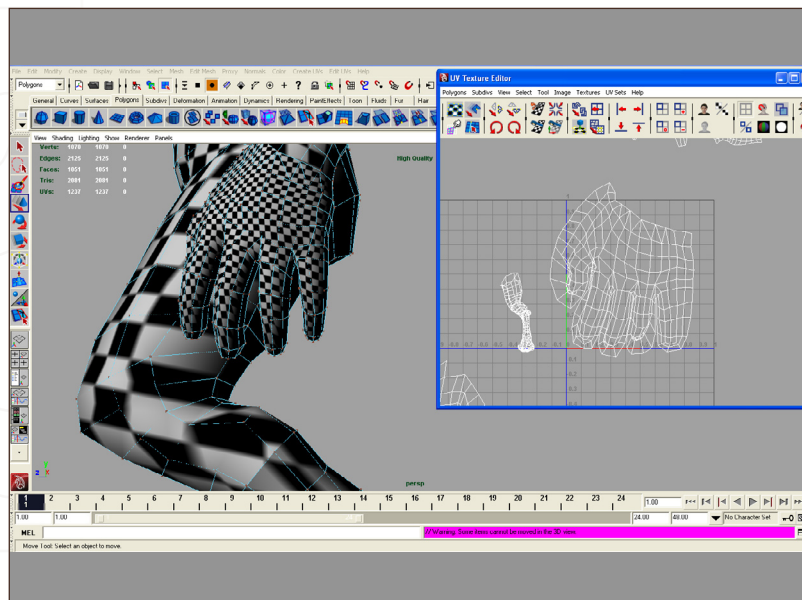 File Edit Modify Create Display Window Select Mesh Edit Mesh Proxy Normals Color Create UVs Edit UVs Help
Polygons
General Curves Surfaces Polygons Subdivs Deformation Animation Dynamics Rendering PaintEffects Toon Fluids Fur Hair
View Shading Lighting Show Renderer Panels
Verts: 1070 1070 0
Edges: 2125 2125 0
Faces: 1051 1051 0
Tris: 2001 2001 0
UVs: 1237 1237 0
High Quality
UV Texture Editor
Polygons Subdivs View Select Tool Image Textures UV Sets Help
persp
1 2 3 4 5 6 7 8 9 10 11 12 13 14 15 16 17 18 19 20 21 22 23 24
1
1.00
1.00 1.00 24.00 48.00 No Character Set
MEL // Warning: Some items cannot be moved in the 3D view.
Move Tool: Select an object to move.